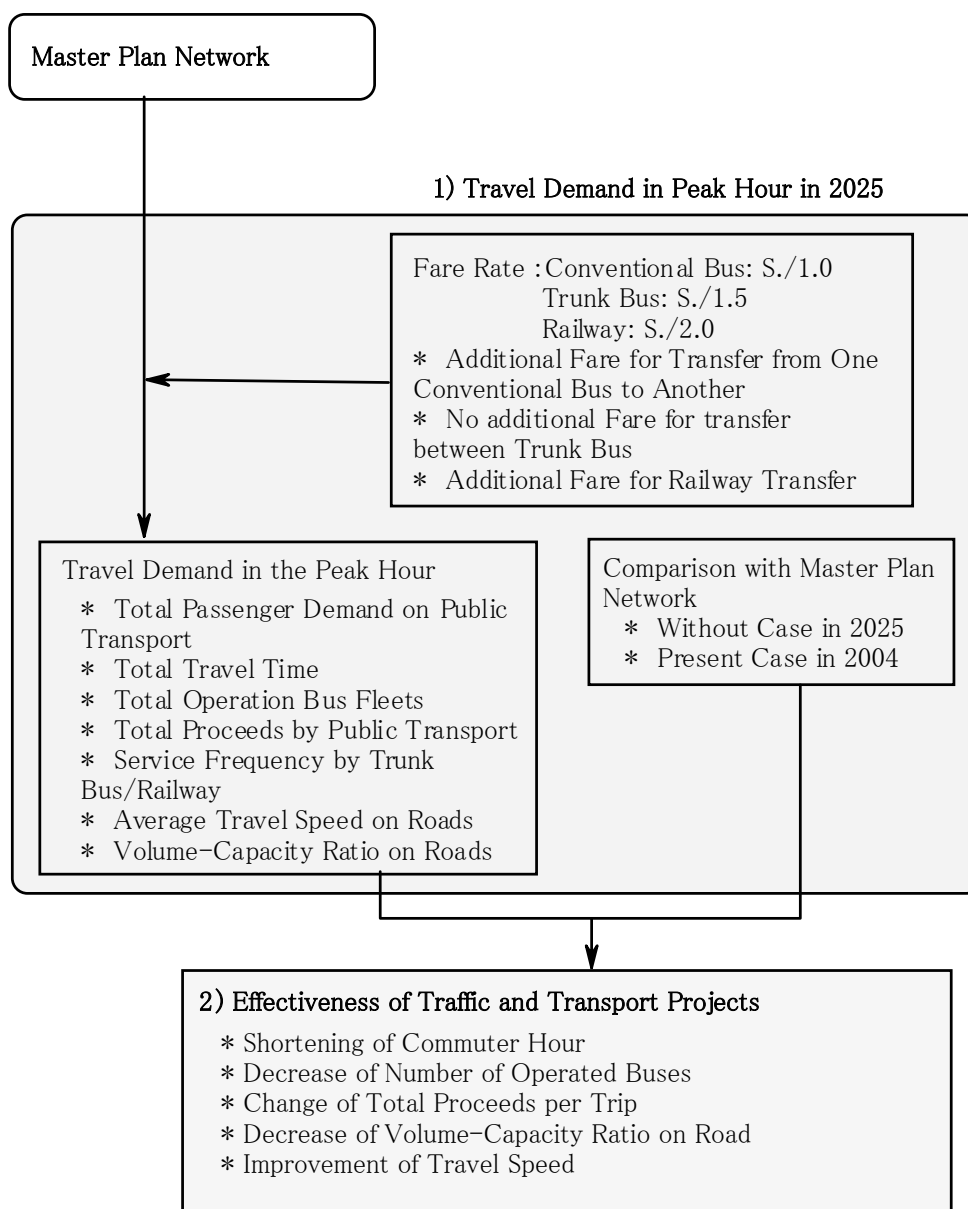 Master Plan Network
1) Travel Demand in Peak Hour in 2025
Fare Rate :Conventional Bus: S./1.0
Trunk Bus: S./1.5
Railway: S./2.0
* Additional Fare for Transfer from One
Conventional Bus to Another
* No additional Fare for transfer
between Trunk Bus
* Additional Fare for Railway Transfer
Travel Demand in the Peak Hour
* Total Passenger Demand on Public
Transport
* Total Travel Time
* Total Operation Bus Fleets
* Total Proceeds by Public Transport
* Service Frequency by Trunk
Bus/Railway
* Average Travel Speed on Roads
* Volume-Capacity Ratio on Roads
Comparison with Master Plan
Network
* Without Case in 2025
* Present Case in 2004
2) Effectiveness of Traffic and Transport Projects
* Shortening of Commuter Hour
* Decrease of Number of Operated Buses
* Change of Total Proceeds per Trip
* Decrease of Volume-Capacity Ratio on Road
* Improvement of Travel Speed